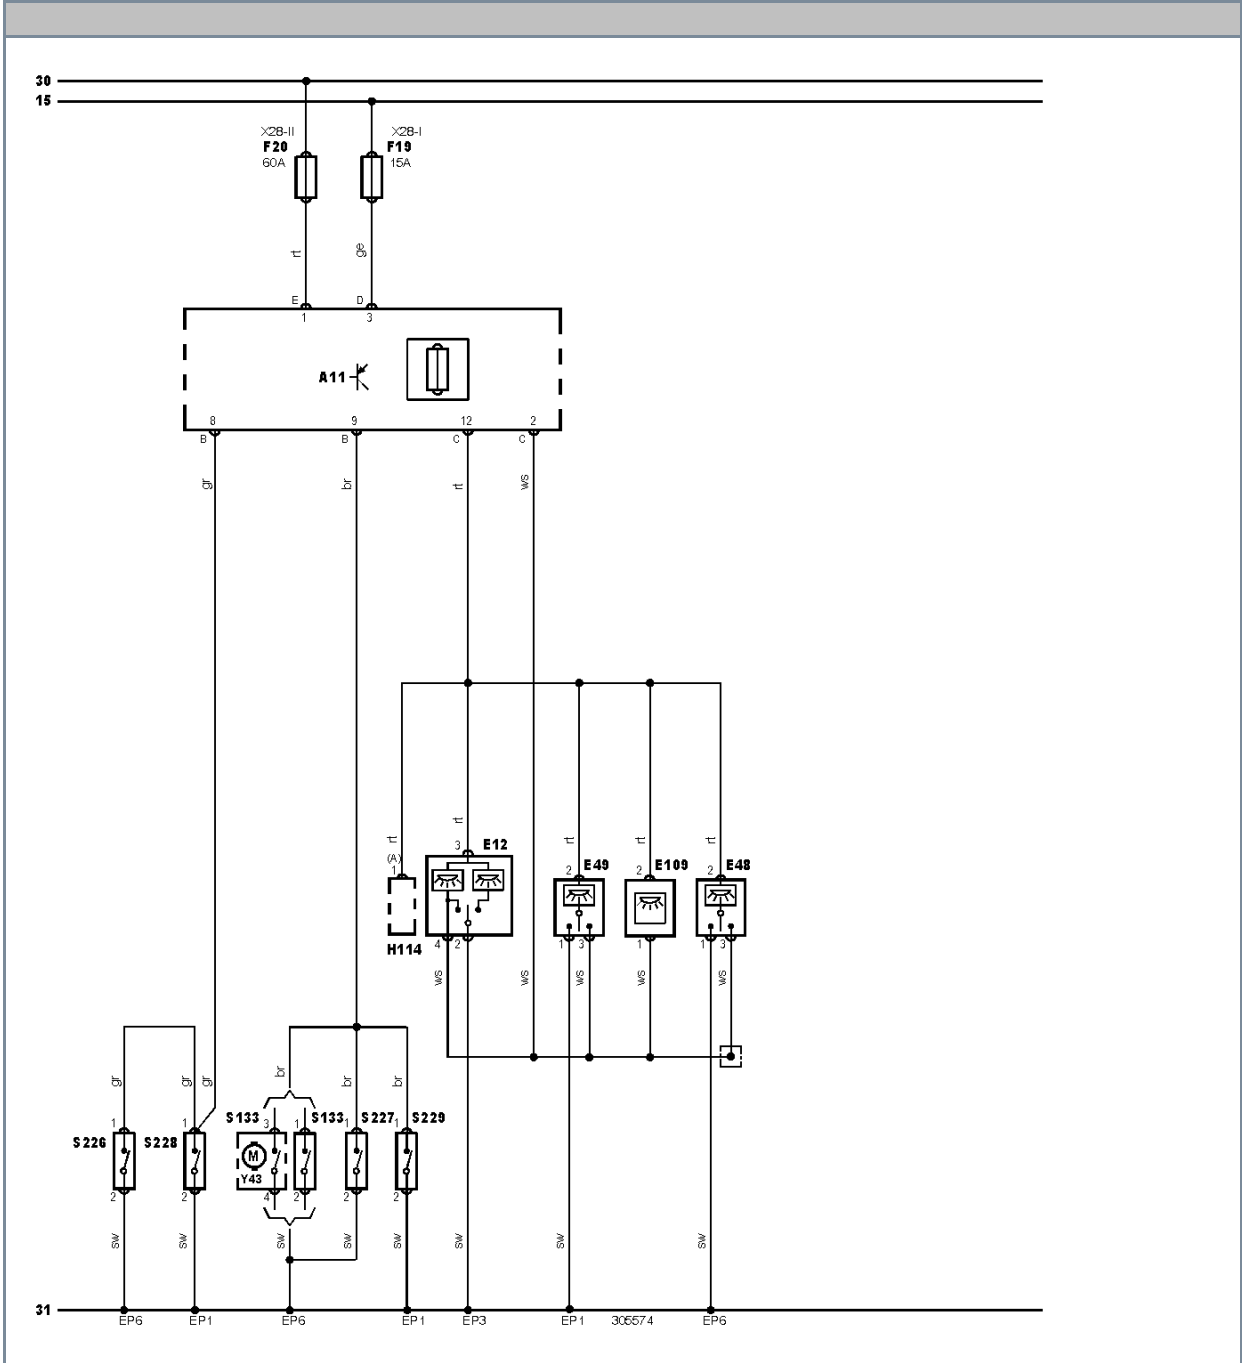 30
15
X28-II
F20
60A
X28-I
F19
15A
rt
ge
E
D
1
3
A11
8
9
12
2
B
B
C
C
gr
br
rt
ws
rt
rt
rt
rt
rt
(A)
1
3
E12
2
E49
2
E109
2
E48
H114
4
2
1
3
1
1
3
ws
ws
ws
ws
ws
gr
gr
gr
br
br
br
1
S226
1
S228
S133
3
1
S133
1
S227
1
S229
M
Y43
2
2
4
2
2
2
sw
sw
sw
sw
sw
sw
sw
sw
31
EP6
EP1
EP6
EP1
EP3
EP1
305574
EP6